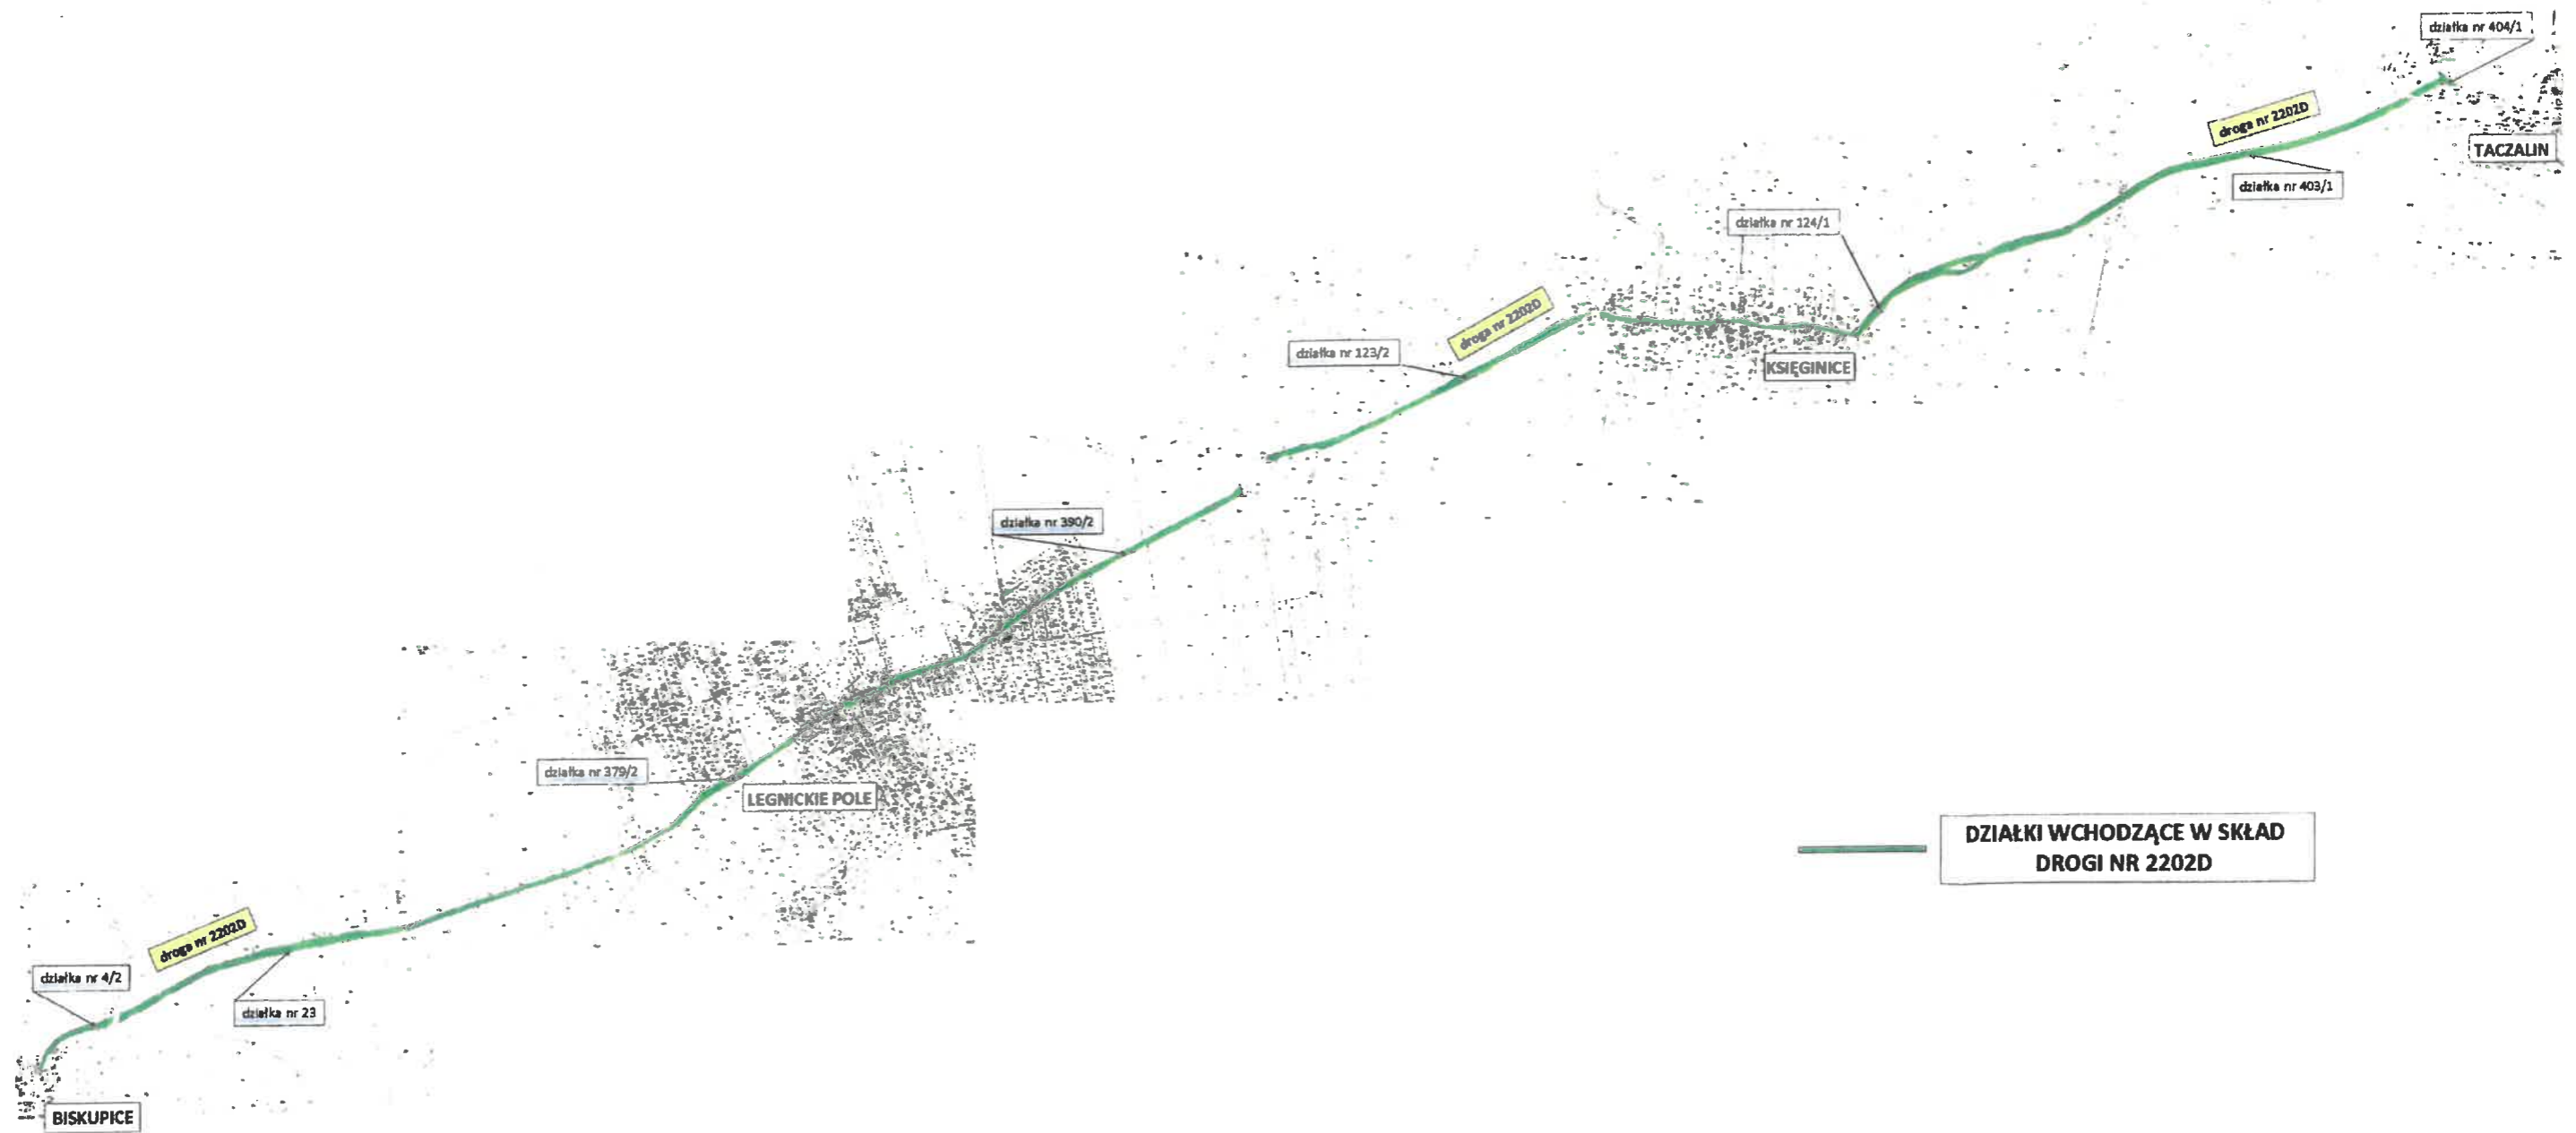 działka nr 404/1
droga nr 2202D
TACZALIN
działka nr 403/1
działka nr 124/1
droga nr 2202D
działka nr 123/2
KSIĘGINICE
działka nr 390/2
działka nr 379/2
LEGNICKIE POLE
DZIAŁKI WCHODZĄCE W SKŁAD
DROGI NR 2202D
droga nr 2202D
działka nr 4/2
działka nr 23
BISKUPICE